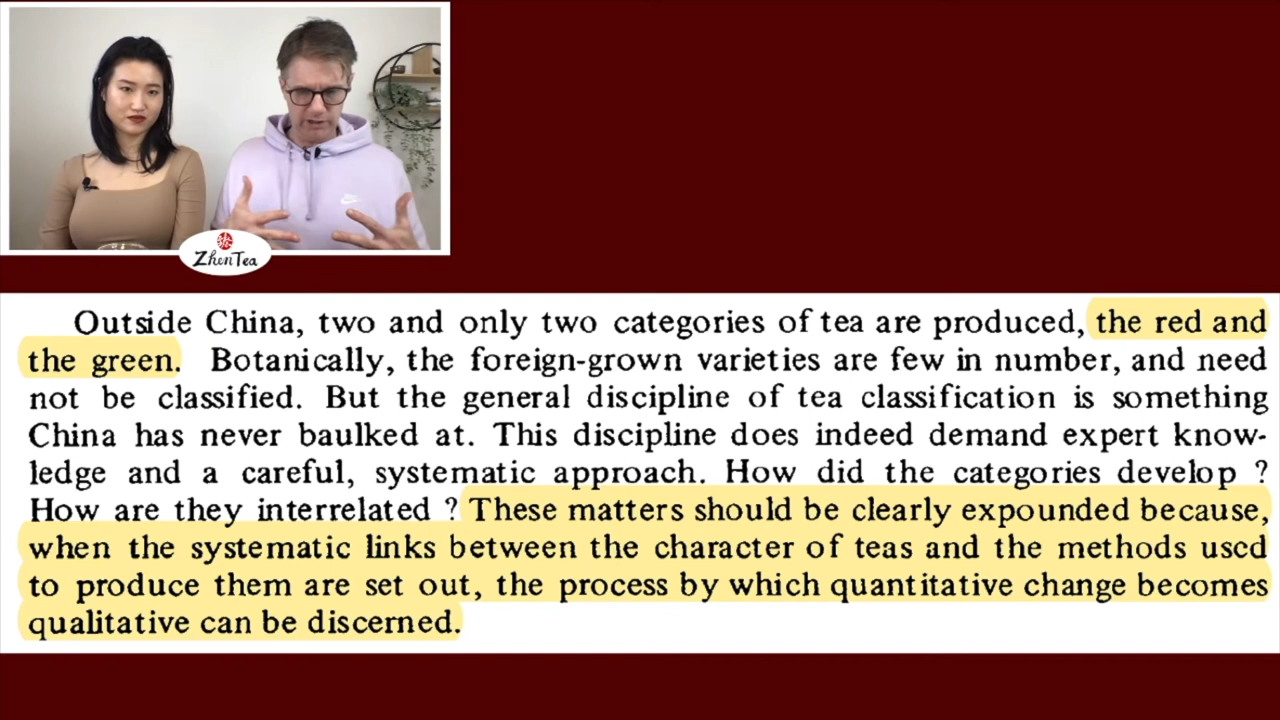 珍
ZhenTea
Outside China, two and only two categories of tea are produced, the red and
the green. Botanically, the foreign-grown varieties are few in number, and need
not be classified. But the general discipline of tea classification is something
China has never baulked at. This discipline does indeed demand expert know-
ledge and a careful, systematic approach. How did the categories develop ?
How are they interrelated ? These matters should be clearly expounded because,
when the systematic links between the character of teas and the methods used
to produce them are set out, the process by which quantitative change becomes
qualitative can be discerned.